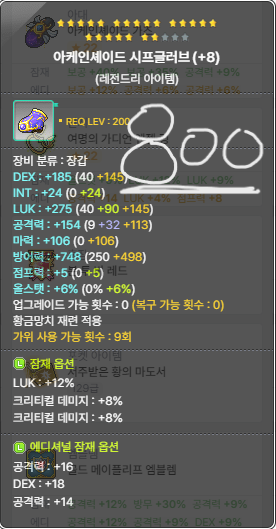 아케인셰이드 시프글러브 (+8)
(레전드리 아이템)
REQ LEV : 200
800
장비 분류 : 장갑
DEX : +185 (40 +145)
INT : +24 (0 +24)
LUK : +275 (40 +90 +145)
공격력 : +154 (9 +32 +113)
마력 : +106 (0 +106)
방어력 : +748 (250 +498)
점프력 : +5 (0 +5)
올스탯 : +6% (0% +6%)
업그레이드 가능 횟수 : 0 (복구 가능 횟수 : 0)
황금망치 재련 적용
가위 사용 가능 횟수 : 9회
잠재 옵션
LUK : +12%
크리티컬 데미지 : +8%
크리티컬 데미지 : +8%
에디셔널 잠재 옵션
공격력 : +16
DEX : +18
공격력 : +14